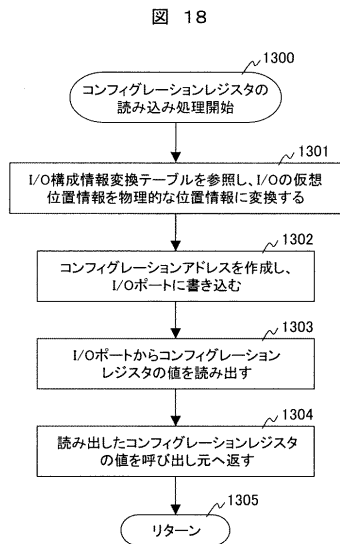 図 18
1300
コンフィグレーションレジスタの
読み込み処理開始
1301
I/O構成情報変換テーブルを参照し、I/Oの仮想
位置情報を物理的な位置情報に変換する
1302
コンフィグレーションアドレスを作成し、
I/Oポートに書き込む
1303
I/Oポートからコンフィグレーション
レジスタの値を読み出す
1304
読み出したコンフィグレーションレジスタ
の値を呼び出し元へ返す
1305
リターン